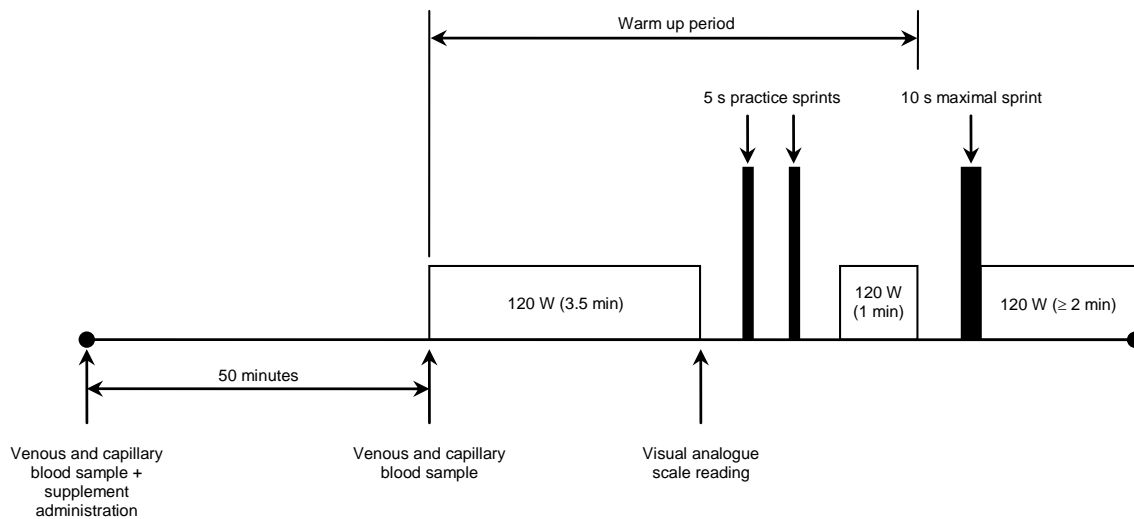 Warm up period
5 s practice sprints
10 s maximal sprint
120 W (3.5 min)
120 W
(1 min)
120 W (≥ 2 min)
50 minutes
Venous and capillary
blood sample +
supplement
administration
Venous and capillary
blood sample
Visual analogue
scale reading